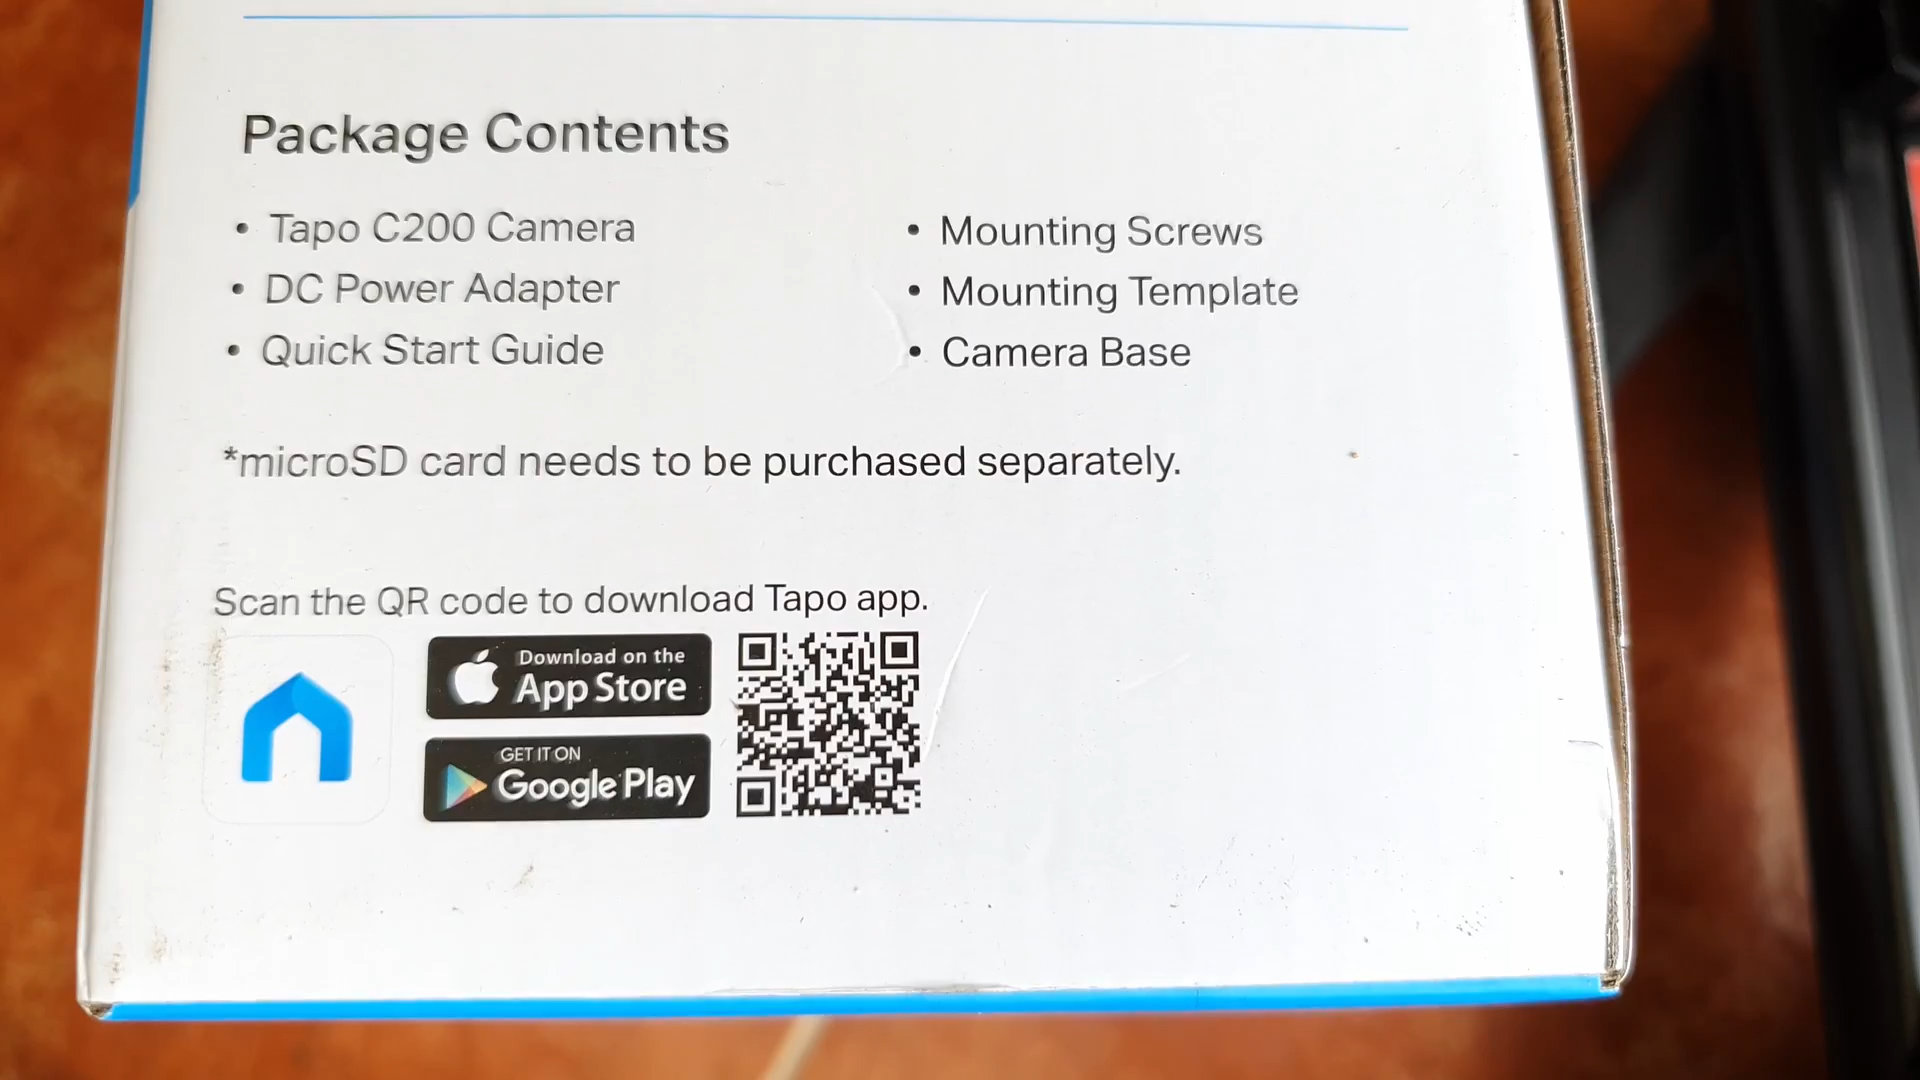 Package Contents
• Tapo C200 Camera
• DC Power Adapter
• Quick Start Guide
• Mounting Screws
• Mounting Template
• Camera Base
*microSD card needs to be purchased separately.
Scan the QR code to download Tapo app.
Download on the
App Store
GET IT ON
Google Play